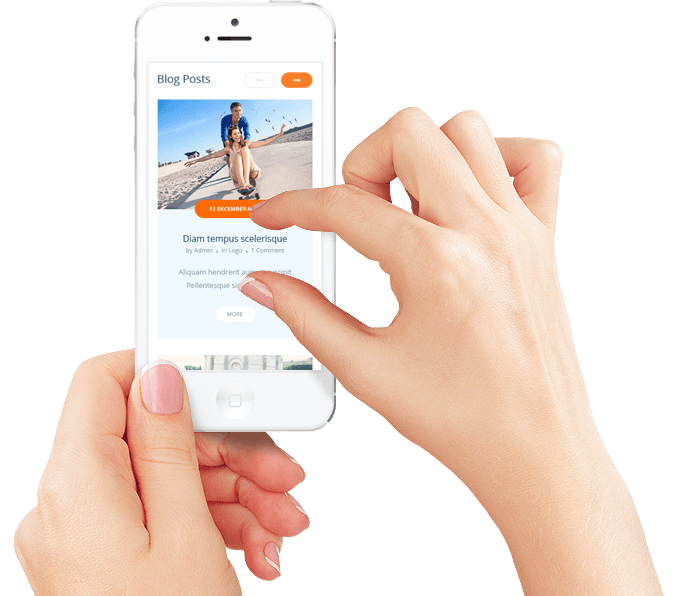 Blog Posts
12 DECEMBER
Diam tempus scelerisque
by Admin • in Logo • 1 Comment
Aliquam hendrerit
Pellentesque
MORE